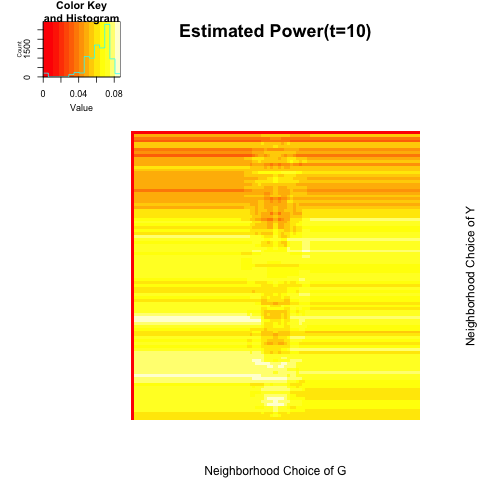 Color Key
and Histogram
Count
0 1500
0 0.04 0.08
Value
Estimated Power(t=10)
Neighborhood Choice of Y
Neighborhood Choice of G